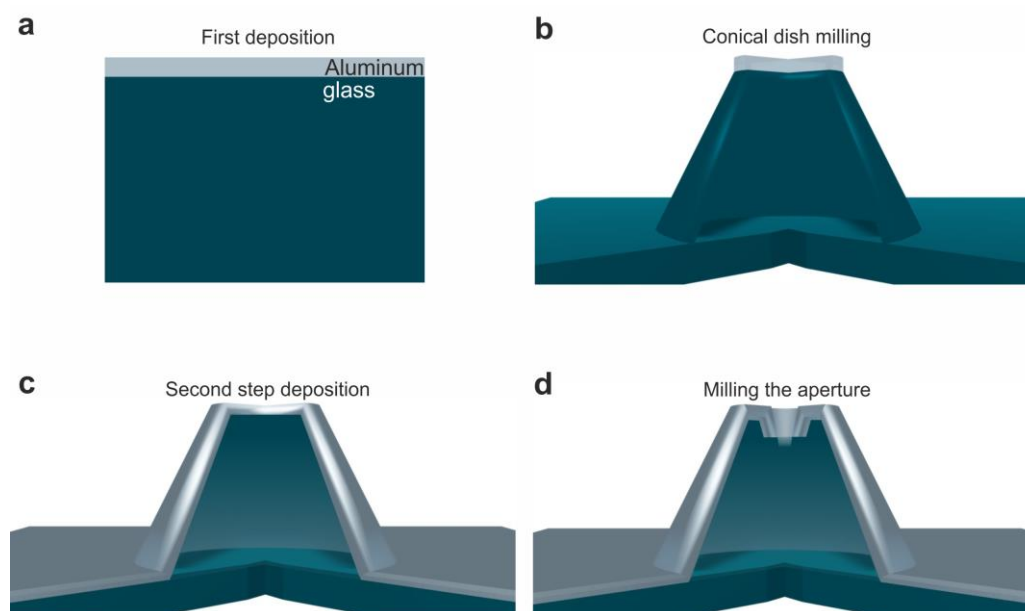 a
First deposition
Aluminum
glass
b
Conical dish milling
c
Second step deposition
d
Milling the aperture